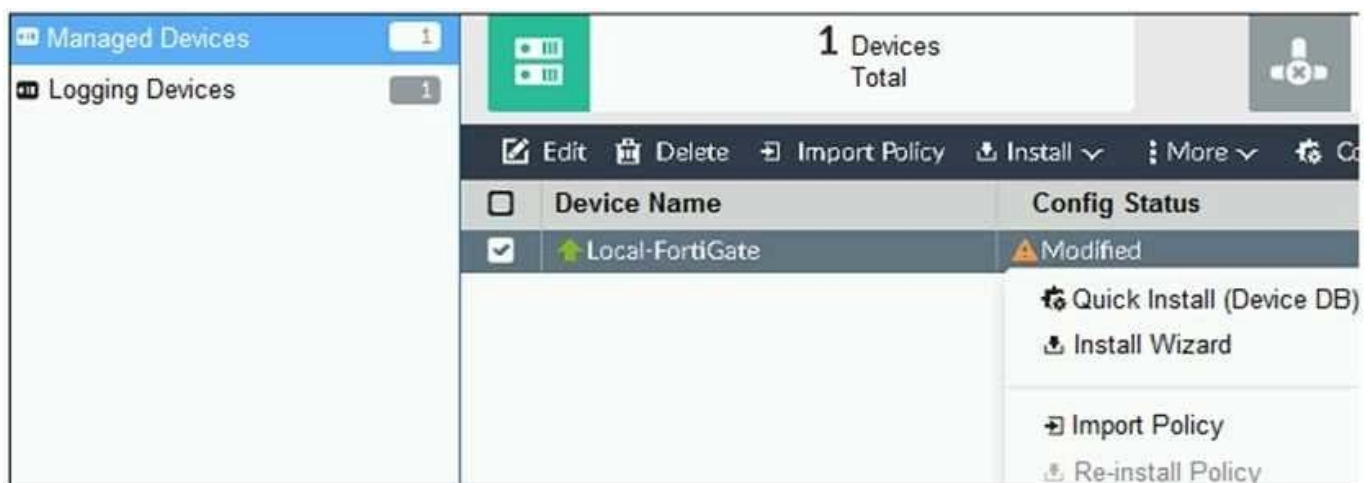 Managed Devices 1
Logging Devices 1
1 Devices
Total
Edit Delete Import Policy Install More
Device Name Config Status
Local-FortiGate Modified
Quick Install (Device DB)
Install Wizard
Import Policy
Re-install Policy